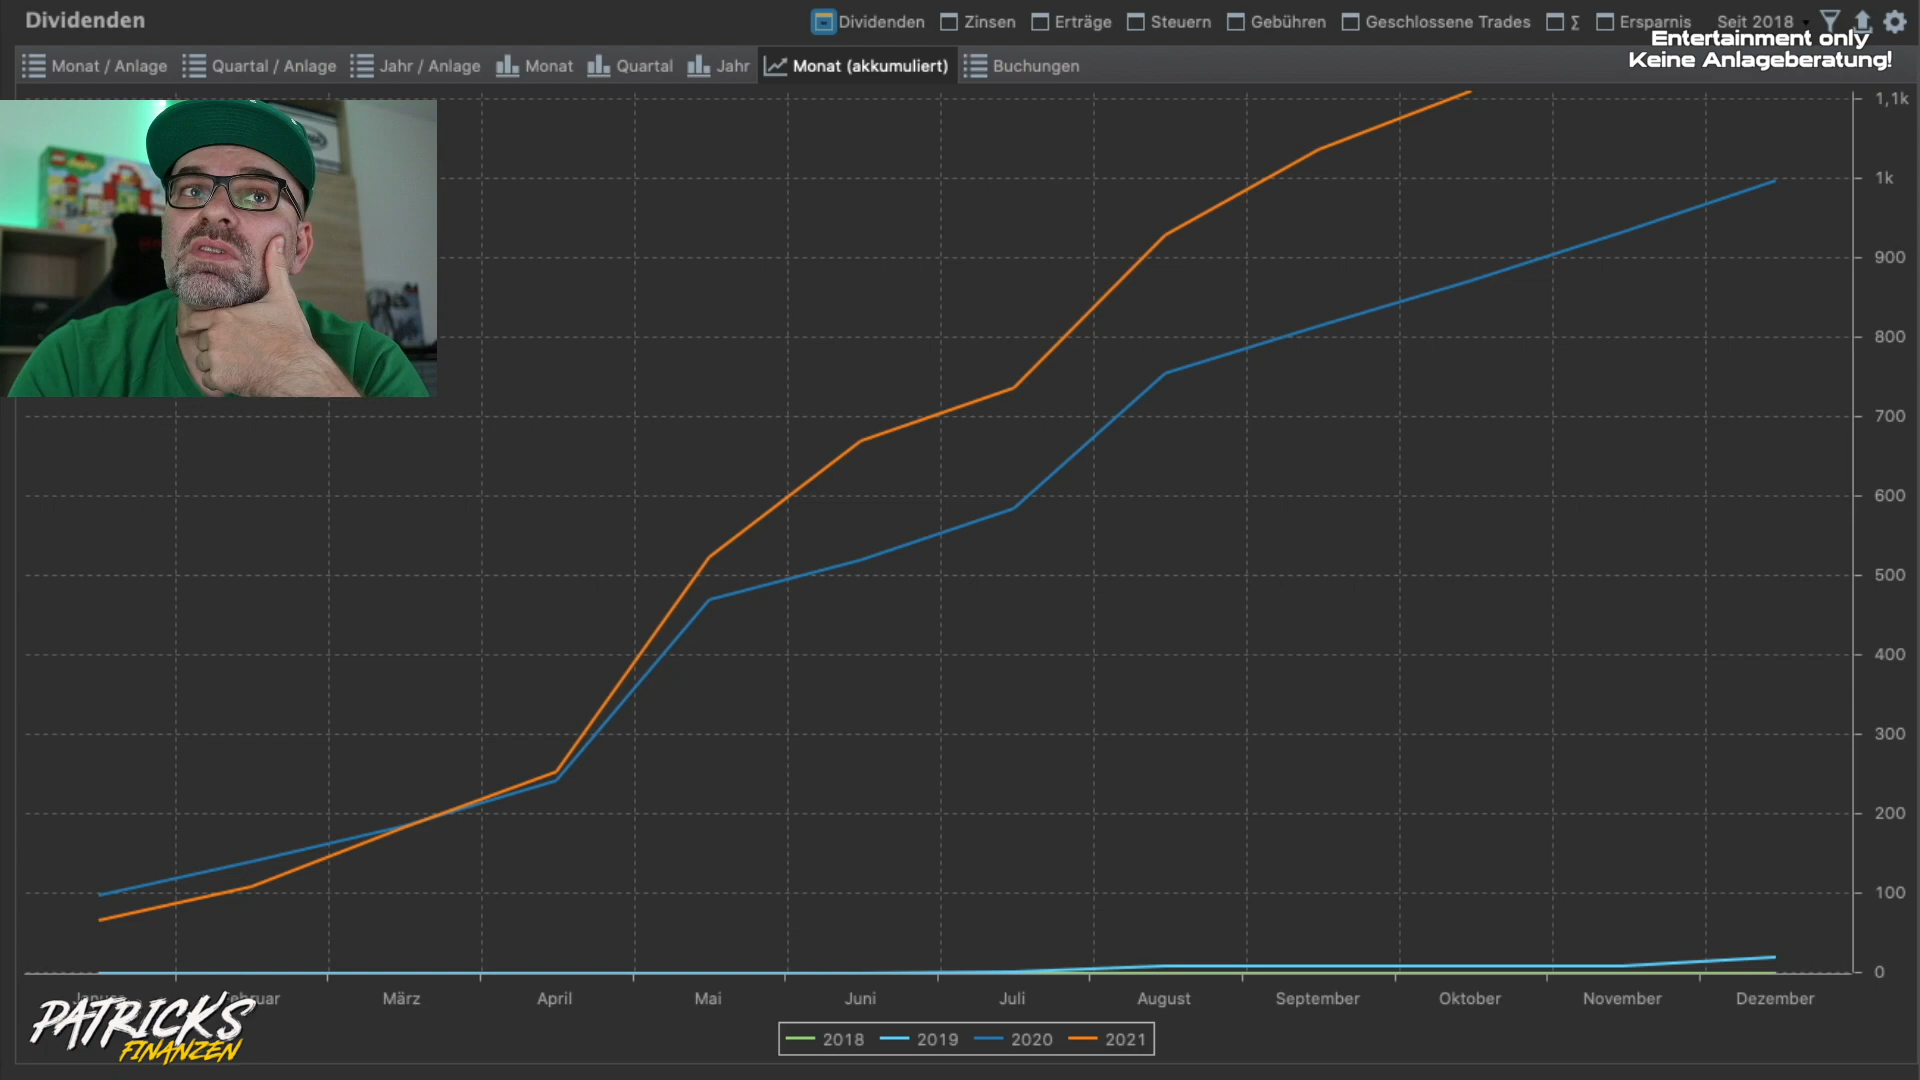 Dividenden
Dividenden Zinsen Erträge Steuern Gebühren Geschlossene Trades Σ Ersparnis Seit 2018
Entertainment only
Keine Anlageberatung!
Monat / Anlage Quartal / Anlage Jahr / Anlage Monat Quartal Jahr Monat (akkumuliert) Buchungen
1,1k
1k
900
800
700
600
500
400
300
200
100
0
März April Mai Juni Juli August September Oktober November Dezember
PATRICKS
FINANZEN
2018 2019 2020 2021